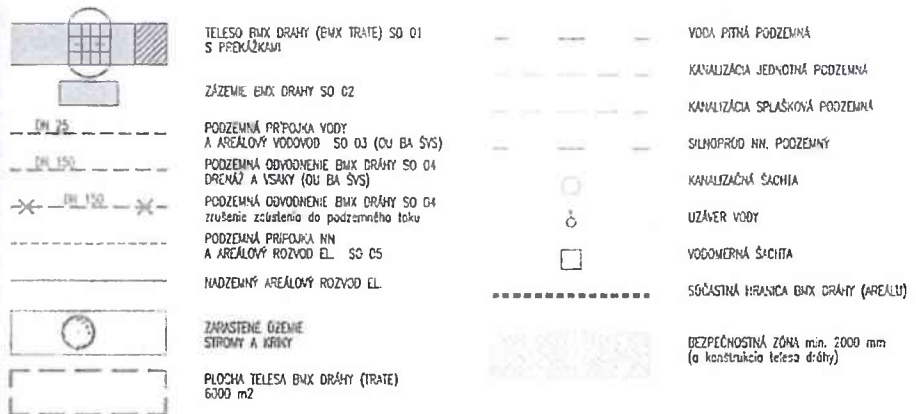 TELESO BMX DRÁHY (BMX TRATE) SO 01
S PREKÁŽKAMI
ZÁZEMIE BMX DRAHY SO 02
DN 25
PODZEMNÁ PRÍPOJKA VODY
A AREÁLOVÝ VODOVOD SO 03 (OU BA ŠVS)
DN 150
PODZEMNÁ ODVODNENIE BMX DRÁHY SO 04
DRENÁŽ A VSAKY (OU BA ŠVS)
DN 150
PODZEMNÁ ODVODNENIE BMX DRÁHY SO 04
zrušenie zaústenia do podzemného toku
PODZEMNÁ PRÍPOJKA NN
A AREÁLOVÝ ROZVOD EL. SO 05
NADZEMNÝ AREÁLOVÝ ROZVOD EL.
ZARASTENÉ ÚZEMIE
STROMY A KRÍKY
PLOCHA TELESA BMX DRÁHY (TRATE)
6000 m2
VODA PITNÁ PODZEMNÁ
KANALIZÁCIA JEDNOTNÁ PODZEMNÁ
KANALIZÁCIA SPLAŠKOVÁ PODZEMNÁ
SILNOPRÚD NN. PODZEMNÝ
KANALIZAČNÁ ŠACHTA
UZÁVER VODY
VODOMERNÁ ŠACHTA
SÚČASTNÁ HRANICA BMX DRÁHY (AREÁLU)
BEZPEČNOSTNÁ ZÓNA min. 2000 mm
(a konštrukcia telesa dráhy)